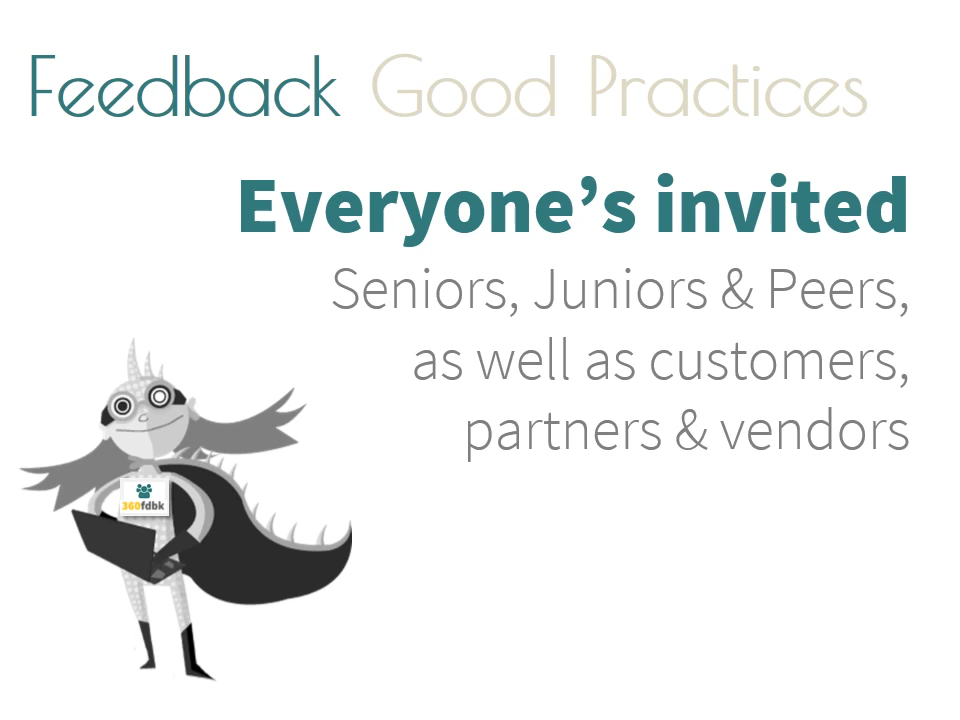 Feedback Good Practices
Everyone’s invited
Seniors, Juniors & Peers,
as well as customers,
partners & vendors
360fdbk